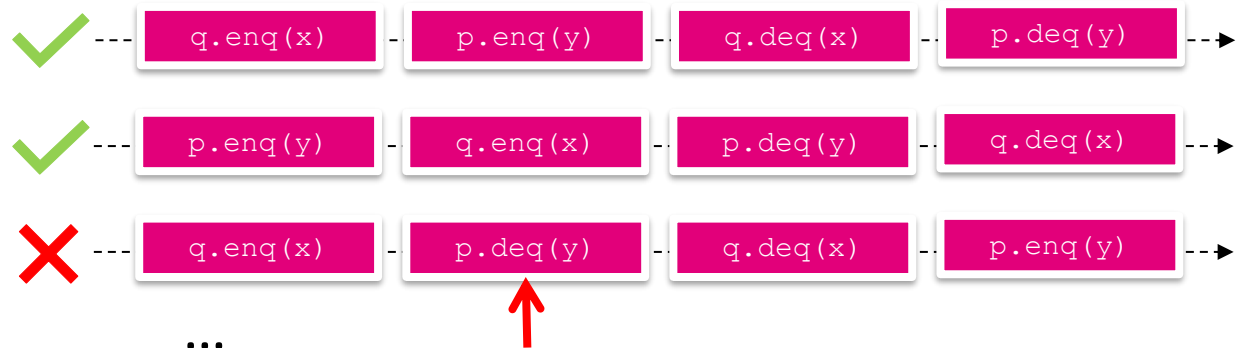 q.enq(x) p.enq(y) q.deq(x) p.deq(y)
p.enq(y) q.enq(x) p.deq(y) q.deq(x)
q.enq(x) p.deq(y) q.deq(x) p.enq(y)
...